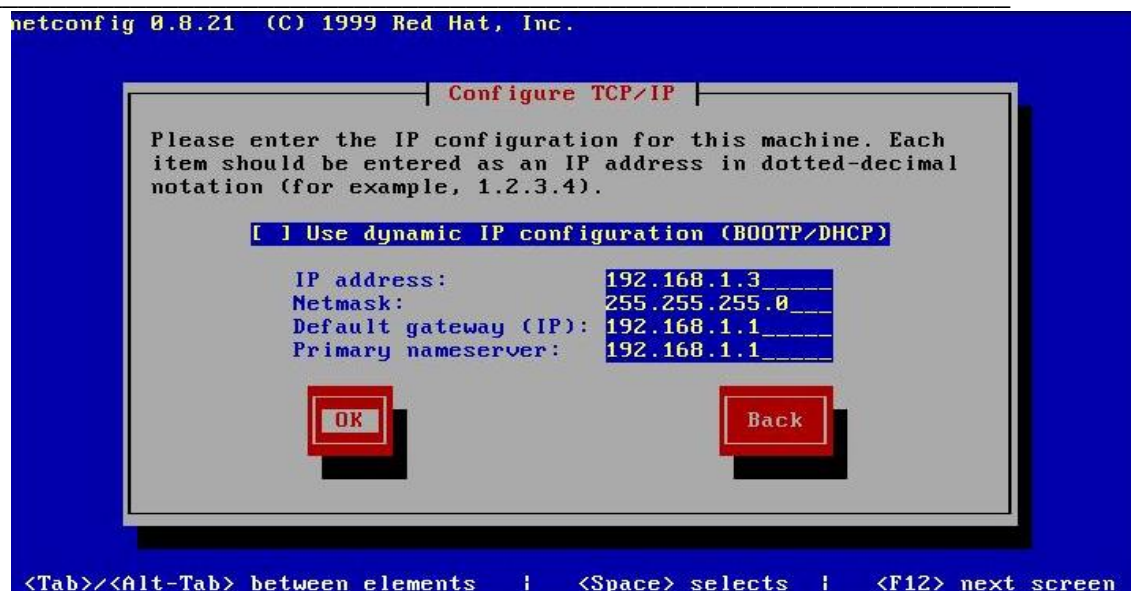 netconfig 0.8.21  (C) 1999 Red Hat, Inc.
Configure TCP/IP
Please enter the IP configuration for this machine. Each
item should be entered as an IP address in dotted-decimal
notation (for example, 1.2.3.4).
[ ] Use dynamic IP configuration (BOOTP/DHCP)
IP address: 192.168.1.3_____
Netmask: 255.255.255.0___
Default gateway (IP): 192.168.1.1_____
Primary nameserver: 192.168.1.1_____
OK Back
<Tab>/<Alt-Tab> between elements | <Space> selects | <F12> next screen